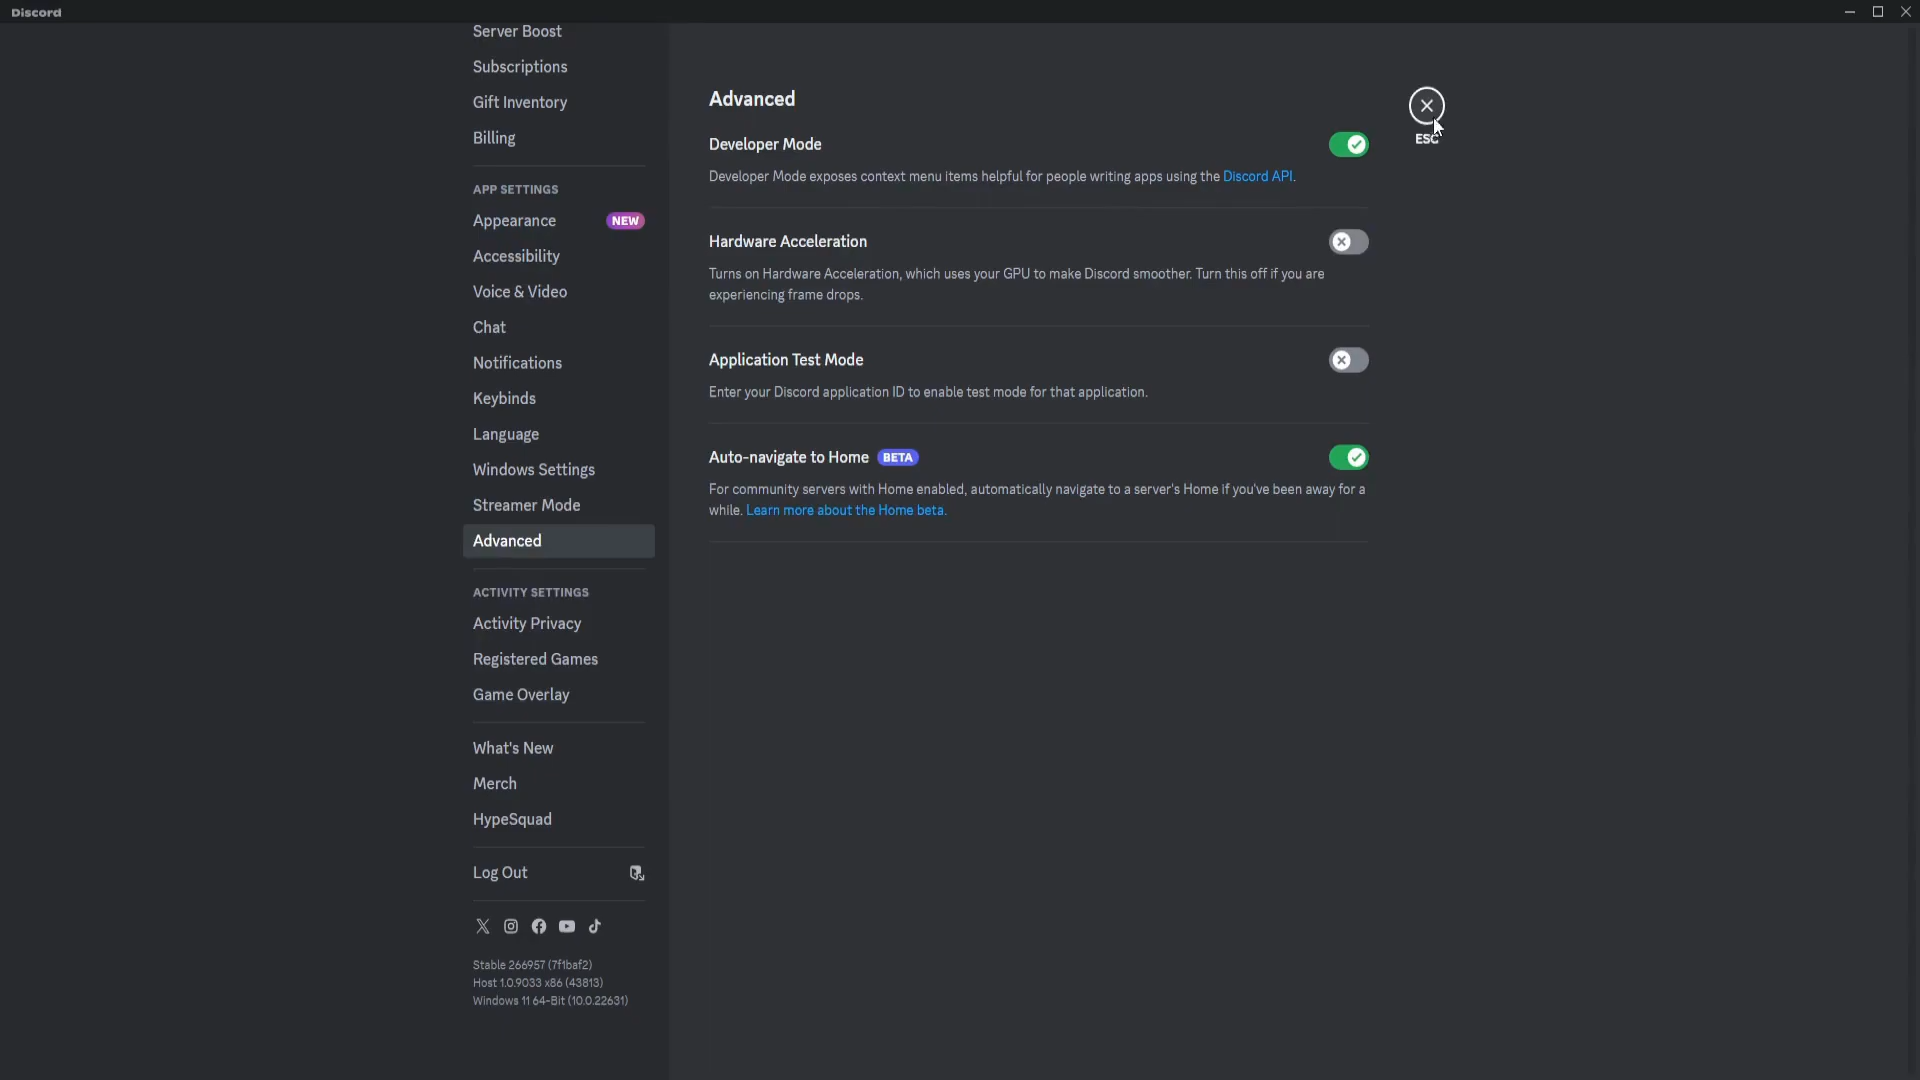 Discord
Server Boost
Subscriptions
Gift Inventory
Billing
APP SETTINGS
Appearance NEW
Accessibility
Voice & Video
Chat
Notifications
Keybinds
Language
Windows Settings
Streamer Mode
Advanced
ACTIVITY SETTINGS
Activity Privacy
Registered Games
Game Overlay
What's New
Merch
HypeSquad
Log Out
Stable 266957 (7f1baf2)
Host 1.0.9033 x86 (43813)
Windows 11 64-Bit (10.0.22631)
Advanced
Developer Mode
Developer Mode exposes context menu items helpful for people writing apps using the Discord API.
Hardware Acceleration
Turns on Hardware Acceleration, which uses your GPU to make Discord smoother. Turn this off if you are
experiencing frame drops.
Application Test Mode
Enter your Discord application ID to enable test mode for that application.
Auto-navigate to Home BETA
For community servers with Home enabled, automatically navigate to a server's Home if you've been away for a
while. Learn more about the Home beta.
ESC